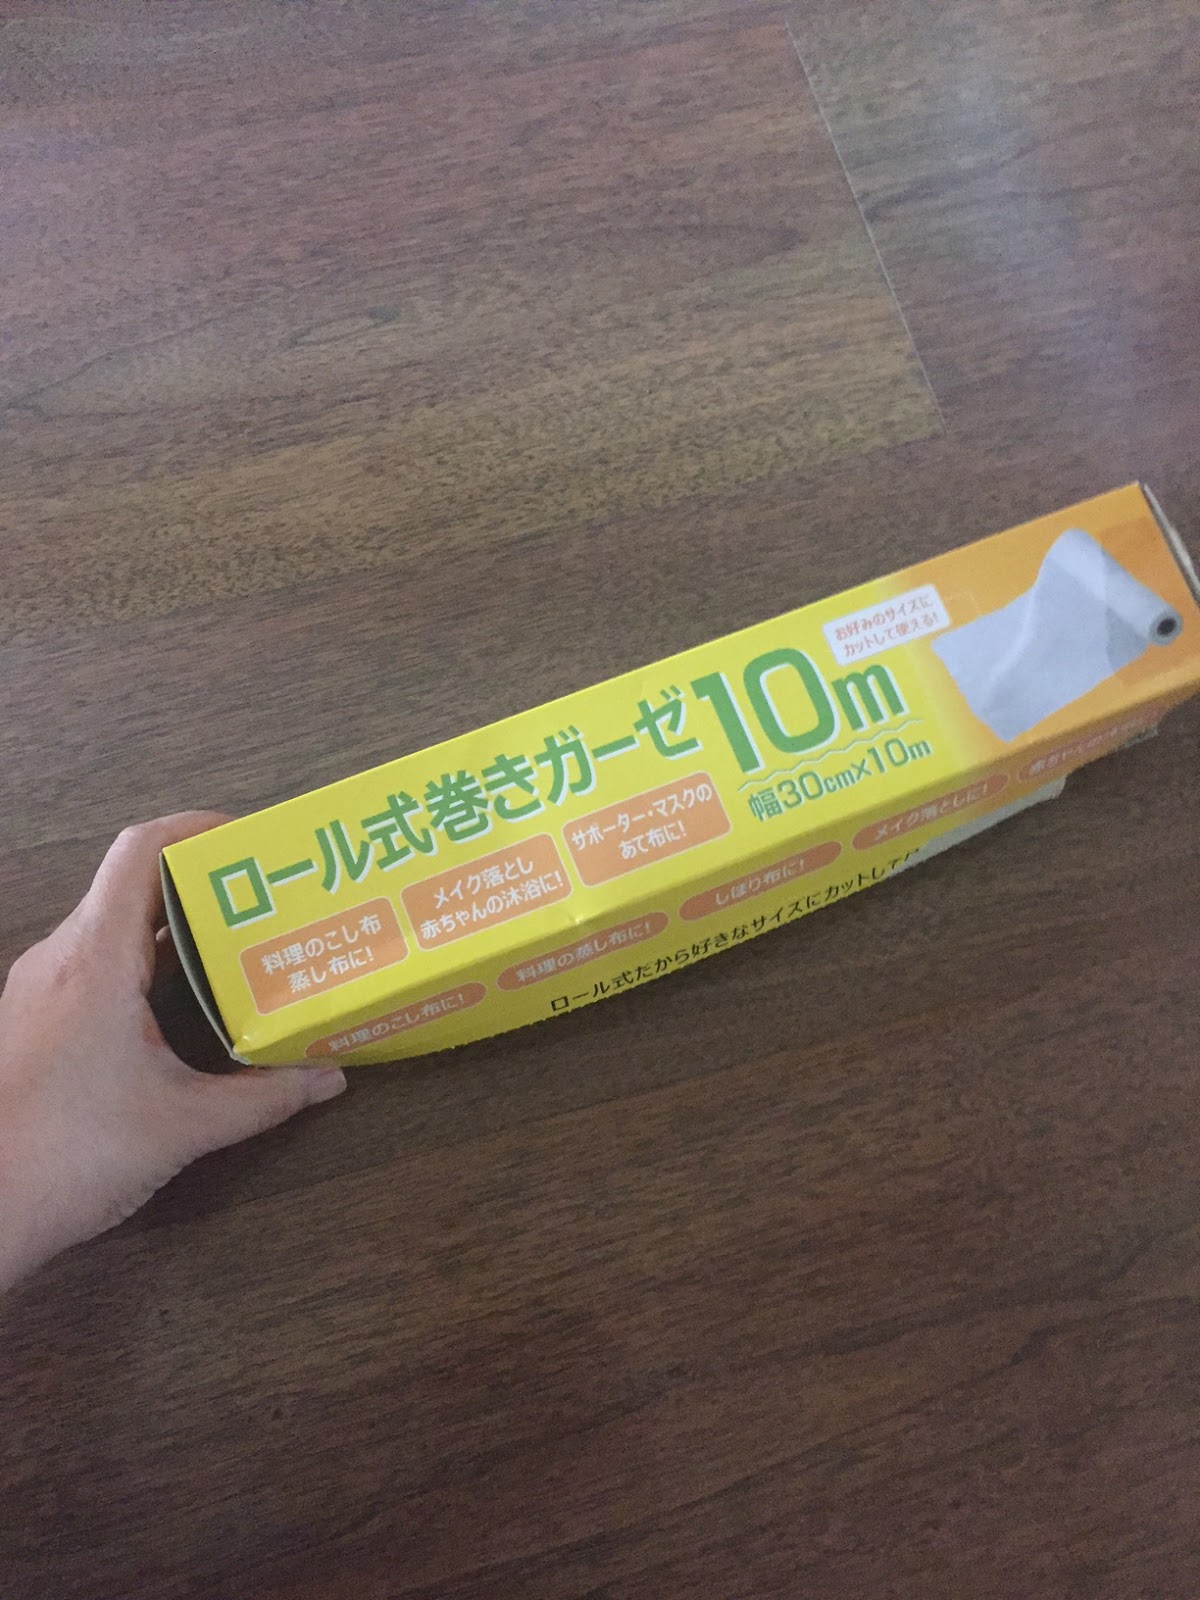 お好みのサイズに
カットして使える!
ロール式巻きガーゼ10m
幅30cm×10m
料理のこし布
蒸し布に!
メイク落とし
赤ちゃんの沐浴に!
サポーター・マスクの
あて布に!
料理のこし布に!
料理の蒸し布に!
しぼり布に!
メイク落としに!
ロール式だから好きなサイズにカットして